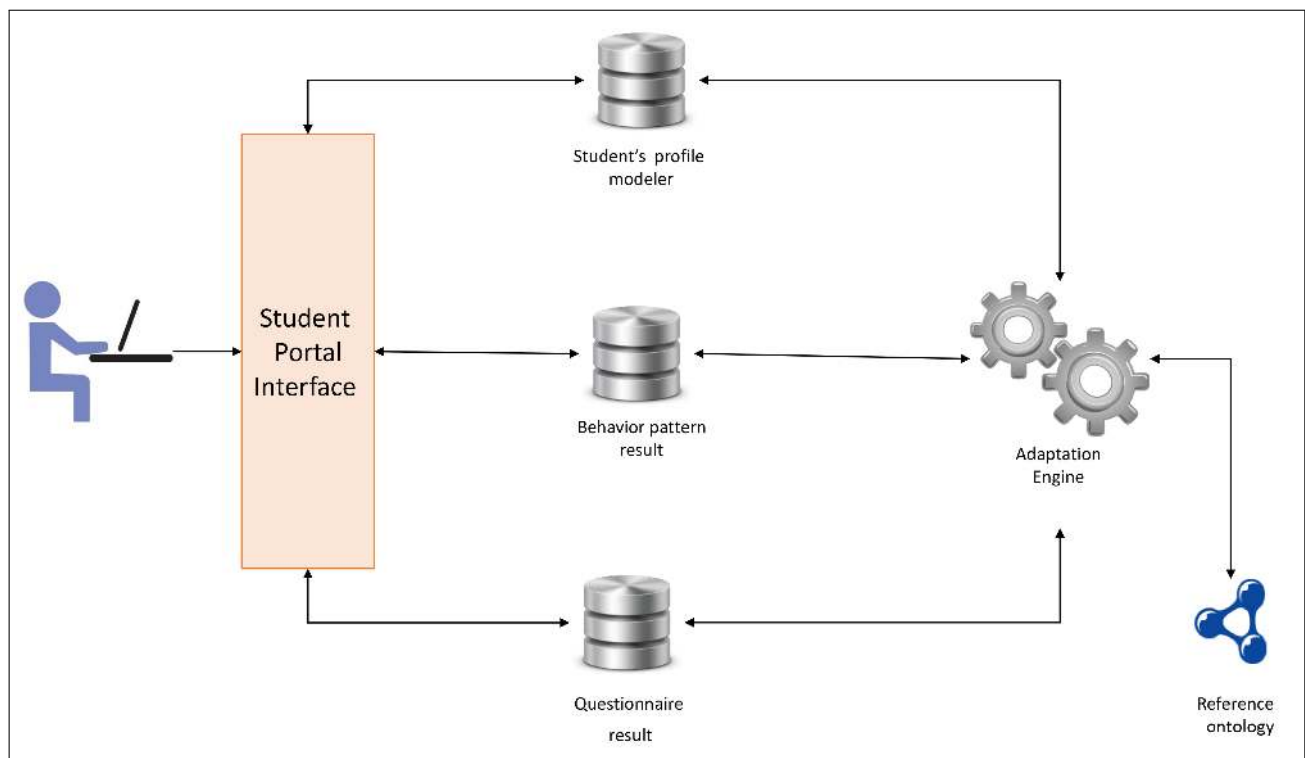 Student's profile
modeler
Student
Portal
Interface
Behavior pattern
result
Adaptation
Engine
Questionnaire
result
Reference
ontology